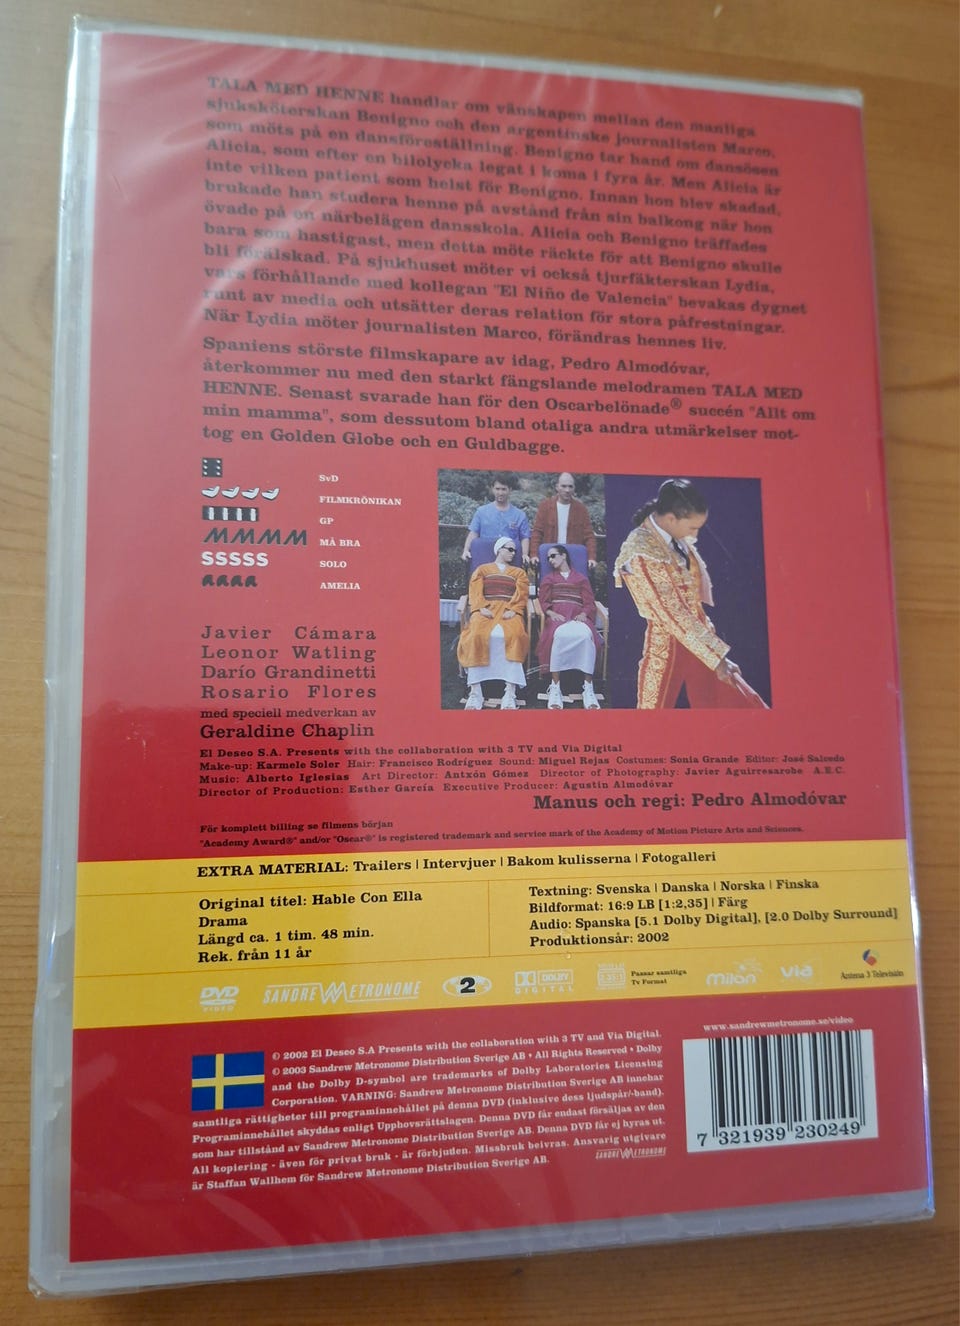 TALA MED HENNE handlar om vänskapen mellan den manliga
sjuksköterskan Benigno och den argentinske journalisten Marco,
som möts på en dansföreställning. Benigno tar hand om dansösen
Alicia, som efter en bilolycka legat i koma i fyra år. Men Alicia är
inte vilken patient som helst för Benigno. Innan hon blev skadad,
brukade han studera henne på avstånd från sin balkong när hon
övade på en närbelägen dansskola. Alicia och Benigno träffades
bara som hastigast, men detta möte räckte för att Benigno skulle
bli förälskad. På sjukhuset möter vi också tjurfäkterskan Lydia,
vars förhållande med kollegan "El Niño de Valencia" bevakas dygnet
runt av media och utsätter deras relation för stora påfrestningar.
När Lydia möter journalisten Marco, förändras hennes liv.
Spaniens störste filmskapare av idag, Pedro Almodóvar,
återkommer nu med den starkt fängslande melodramen TALA MED
HENNE. Senast svarade han för den Oscarbelönade® succén "Allt om
min mamma", som dessutom bland otaliga andra utmärkelser mot-
tog en Golden Globe och en Guldbagge.
SvD
FILMKRÖNIKAN
GP
MMMM MÅ BRA
SSSSS SOLO
aaaa AMELIA
Javier Cámara
Leonor Watling
Darío Grandinetti
Rosario Flores
med speciell medverkan av
Geraldine Chaplin
El Deseo S.A. Presents with the collaboration with 3 TV and Via Digital
Make-up: Karmele Soler Hair: Francisco Rodríguez Sound: Miguel Rejas Costumes: Sonia Grande Editor: José Salcedo
Music: Alberto Iglesias Art Director: Antxón Gómez Director of Photography: Javier Aguirresarobe A.E.C.
Director of Production: Esther García Executive Producer: Agustín Almodóvar
Manus och regi: Pedro Almodóvar
För komplett billing se filmens början
"Academy Award®" and/or "Oscar®" is registered trademark and service mark of the Academy of Motion Picture Arts and Sciences.
EXTRA MATERIAL: Trailers | Intervjuer | Bakom kulisserna | Fotogalleri
Original titel: Hable Con Ella
Drama
Längd ca. 1 tim. 48 min.
Rek. från 11 år
Textning: Svenska | Danska | Norska | Finska
Bildformat: 16:9 LB [1:2,35] | Färg
Audio: Spanska [5.1 Dolby Digital], [2.0 Dolby Surround]
Produktionsår: 2002
DVD VIDEO
SANDREW METRONOME
2
DOLBY DIGITAL
2.35:1
Passar samtliga
Tv Format
milan
via
Antena 3 Televisión
www.sandrewmetronome.se/video
© 2002 El Deseo S.A Presents with the collaboration with 3 TV and Via Digital.
© 2003 Sandrew Metronome Distribution Sverige AB • All Rights Reserved • Dolby
and the Dolby D-symbol are trademarks of Dolby Laboratories Licensing
Corporation. VARNING: Sandrew Metronome Distribution Sverige AB innehar
samtliga rättigheter till programinnehållet på denna DVD (inklusive dess ljudspår/-band).
Programinnehållet skyddas enligt Upphovsrättslagen. Denna DVD får endast försäljas av den
som har tillstånd av Sandrew Metronome Distribution Sverige AB. Denna DVD får ej hyras ut.
All kopiering - även för privat bruk - är förbjuden. Missbruk beivras. Ansvarig utgivare
är Staffan Wallhem för Sandrew Metronome Distribution Sverige AB.
SANDREW METRONOME
7 321939 230249